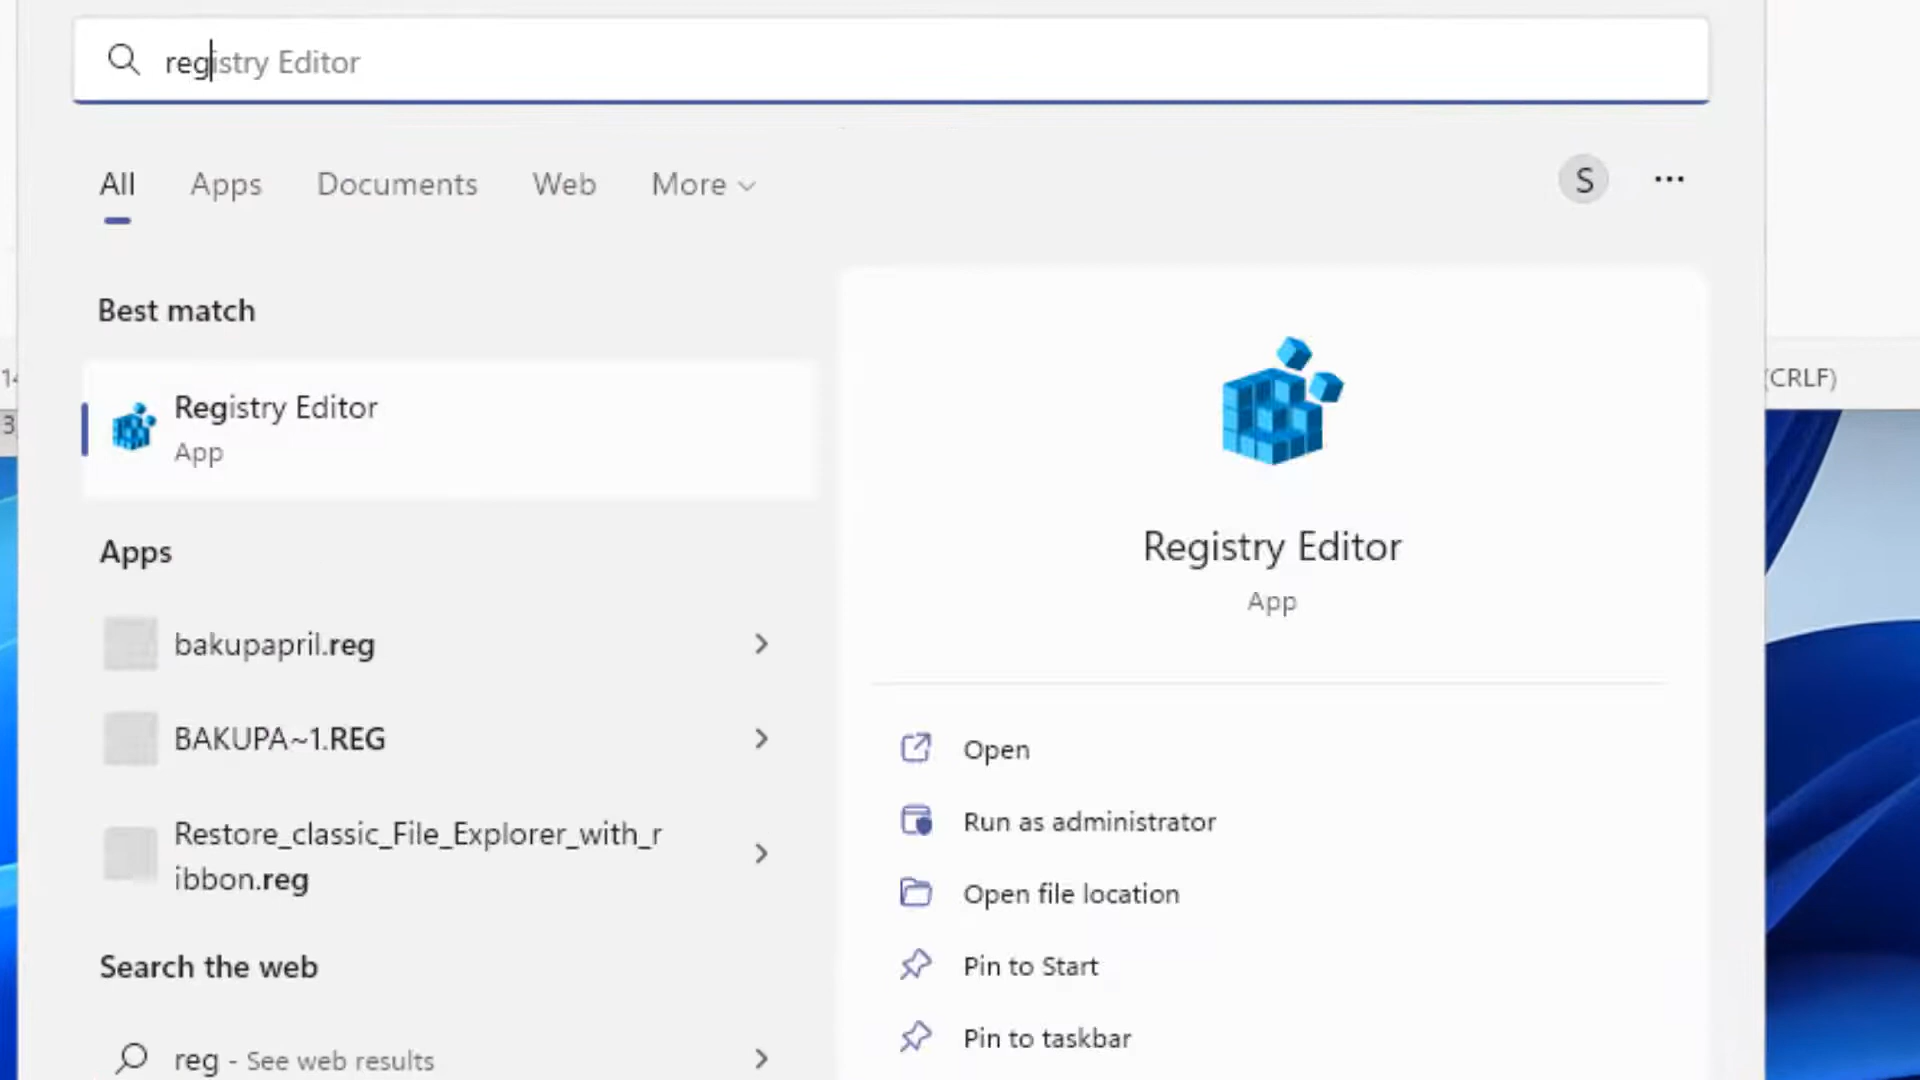 registry Editor
All Apps Documents Web More
S ...
Best match
Registry Editor
App
Apps
bakupapril.reg
BAKUPA~1.REG
Restore_classic_File_Explorer_with_r
ibbon.reg
Search the web
reg - See web results
Registry Editor
App
Open
Run as administrator
Open file location
Pin to Start
Pin to taskbar
(CRLF)